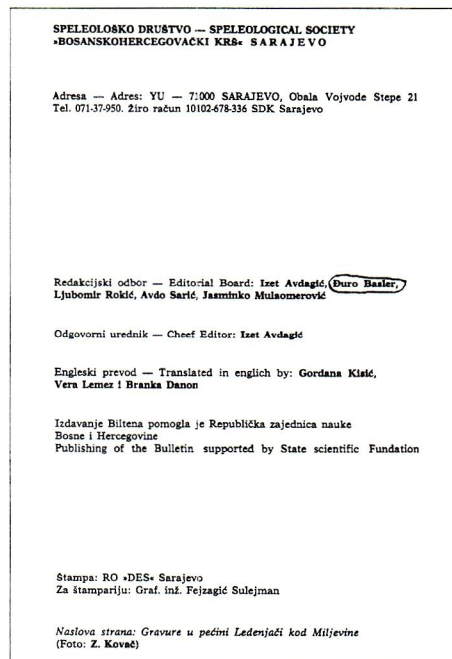 SPELEOLOŠKO DRUŠTVO — SPELEOLOGICAL SOCIETY
»BOSANSKOHERCEGOVAČKI KRŠ« SARAJEVO
Adresa — Adres: YU — 71000 SARAJEVO, Obala Vojvode Stepe 21
Tel. 071-37-950. Žiro račun 10102-678-336 SDK Sarajevo
Redakcijski odbor — Editorial Board: Izet Avdagić, Đuro Basler,
Ljubomir Rokić, Avdo Sarić, Jasminko Mulaomerović
Odgovorni urednik — Cheef Editor: Izet Avdagić
Engleski prevod — Translated in englich by: Gordana Kisić,
Vera Lemez i Branka Danon
Izdavanje Biltena pomogla je Republička zajednica nauke
Bosne i Hercegovine
Publishing of the Bulletin supported by State scientific Fundation
Štampa: RO »DES« Sarajevo
Za štampariju: Graf. inž. Fejzagić Sulejman
Naslova strana: Gravure u pećini Ledenjači kod Miljevine
(Foto: Z. Kovač)